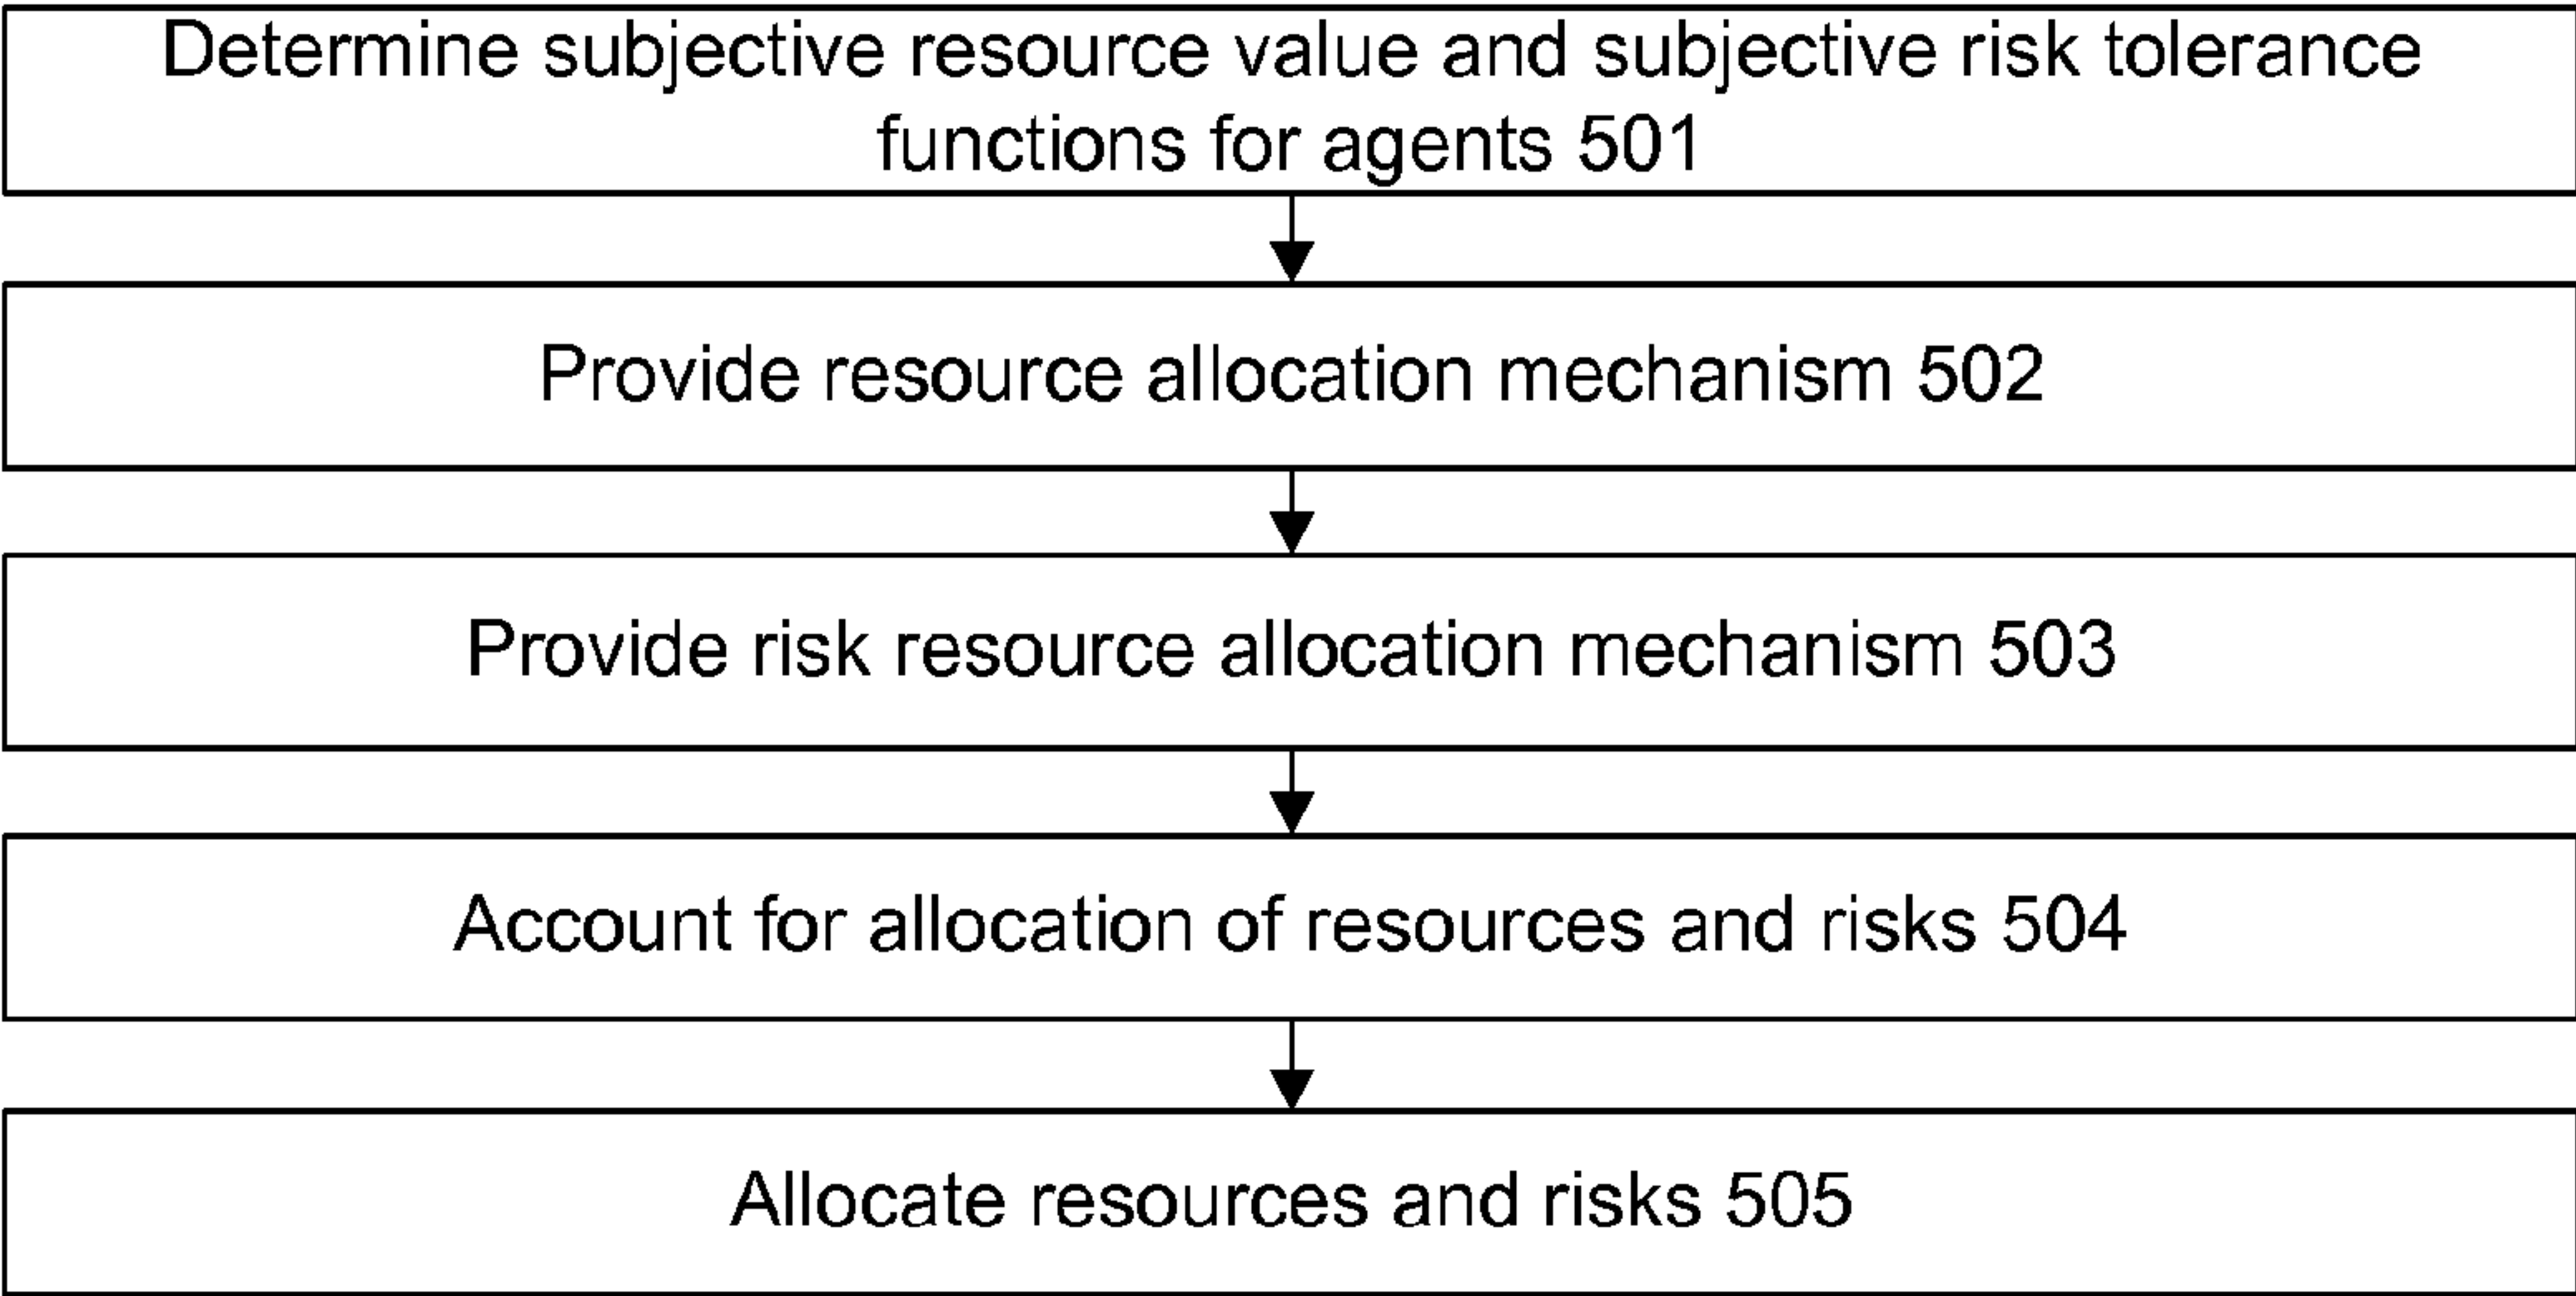 Determine subjective resource value and subjective risk tolerance
functions for agents 501
Provide resource allocation mechanism 502
Provide risk resource allocation mechanism 503
Account for allocation of resources and risks 504
Allocate resources and risks 505